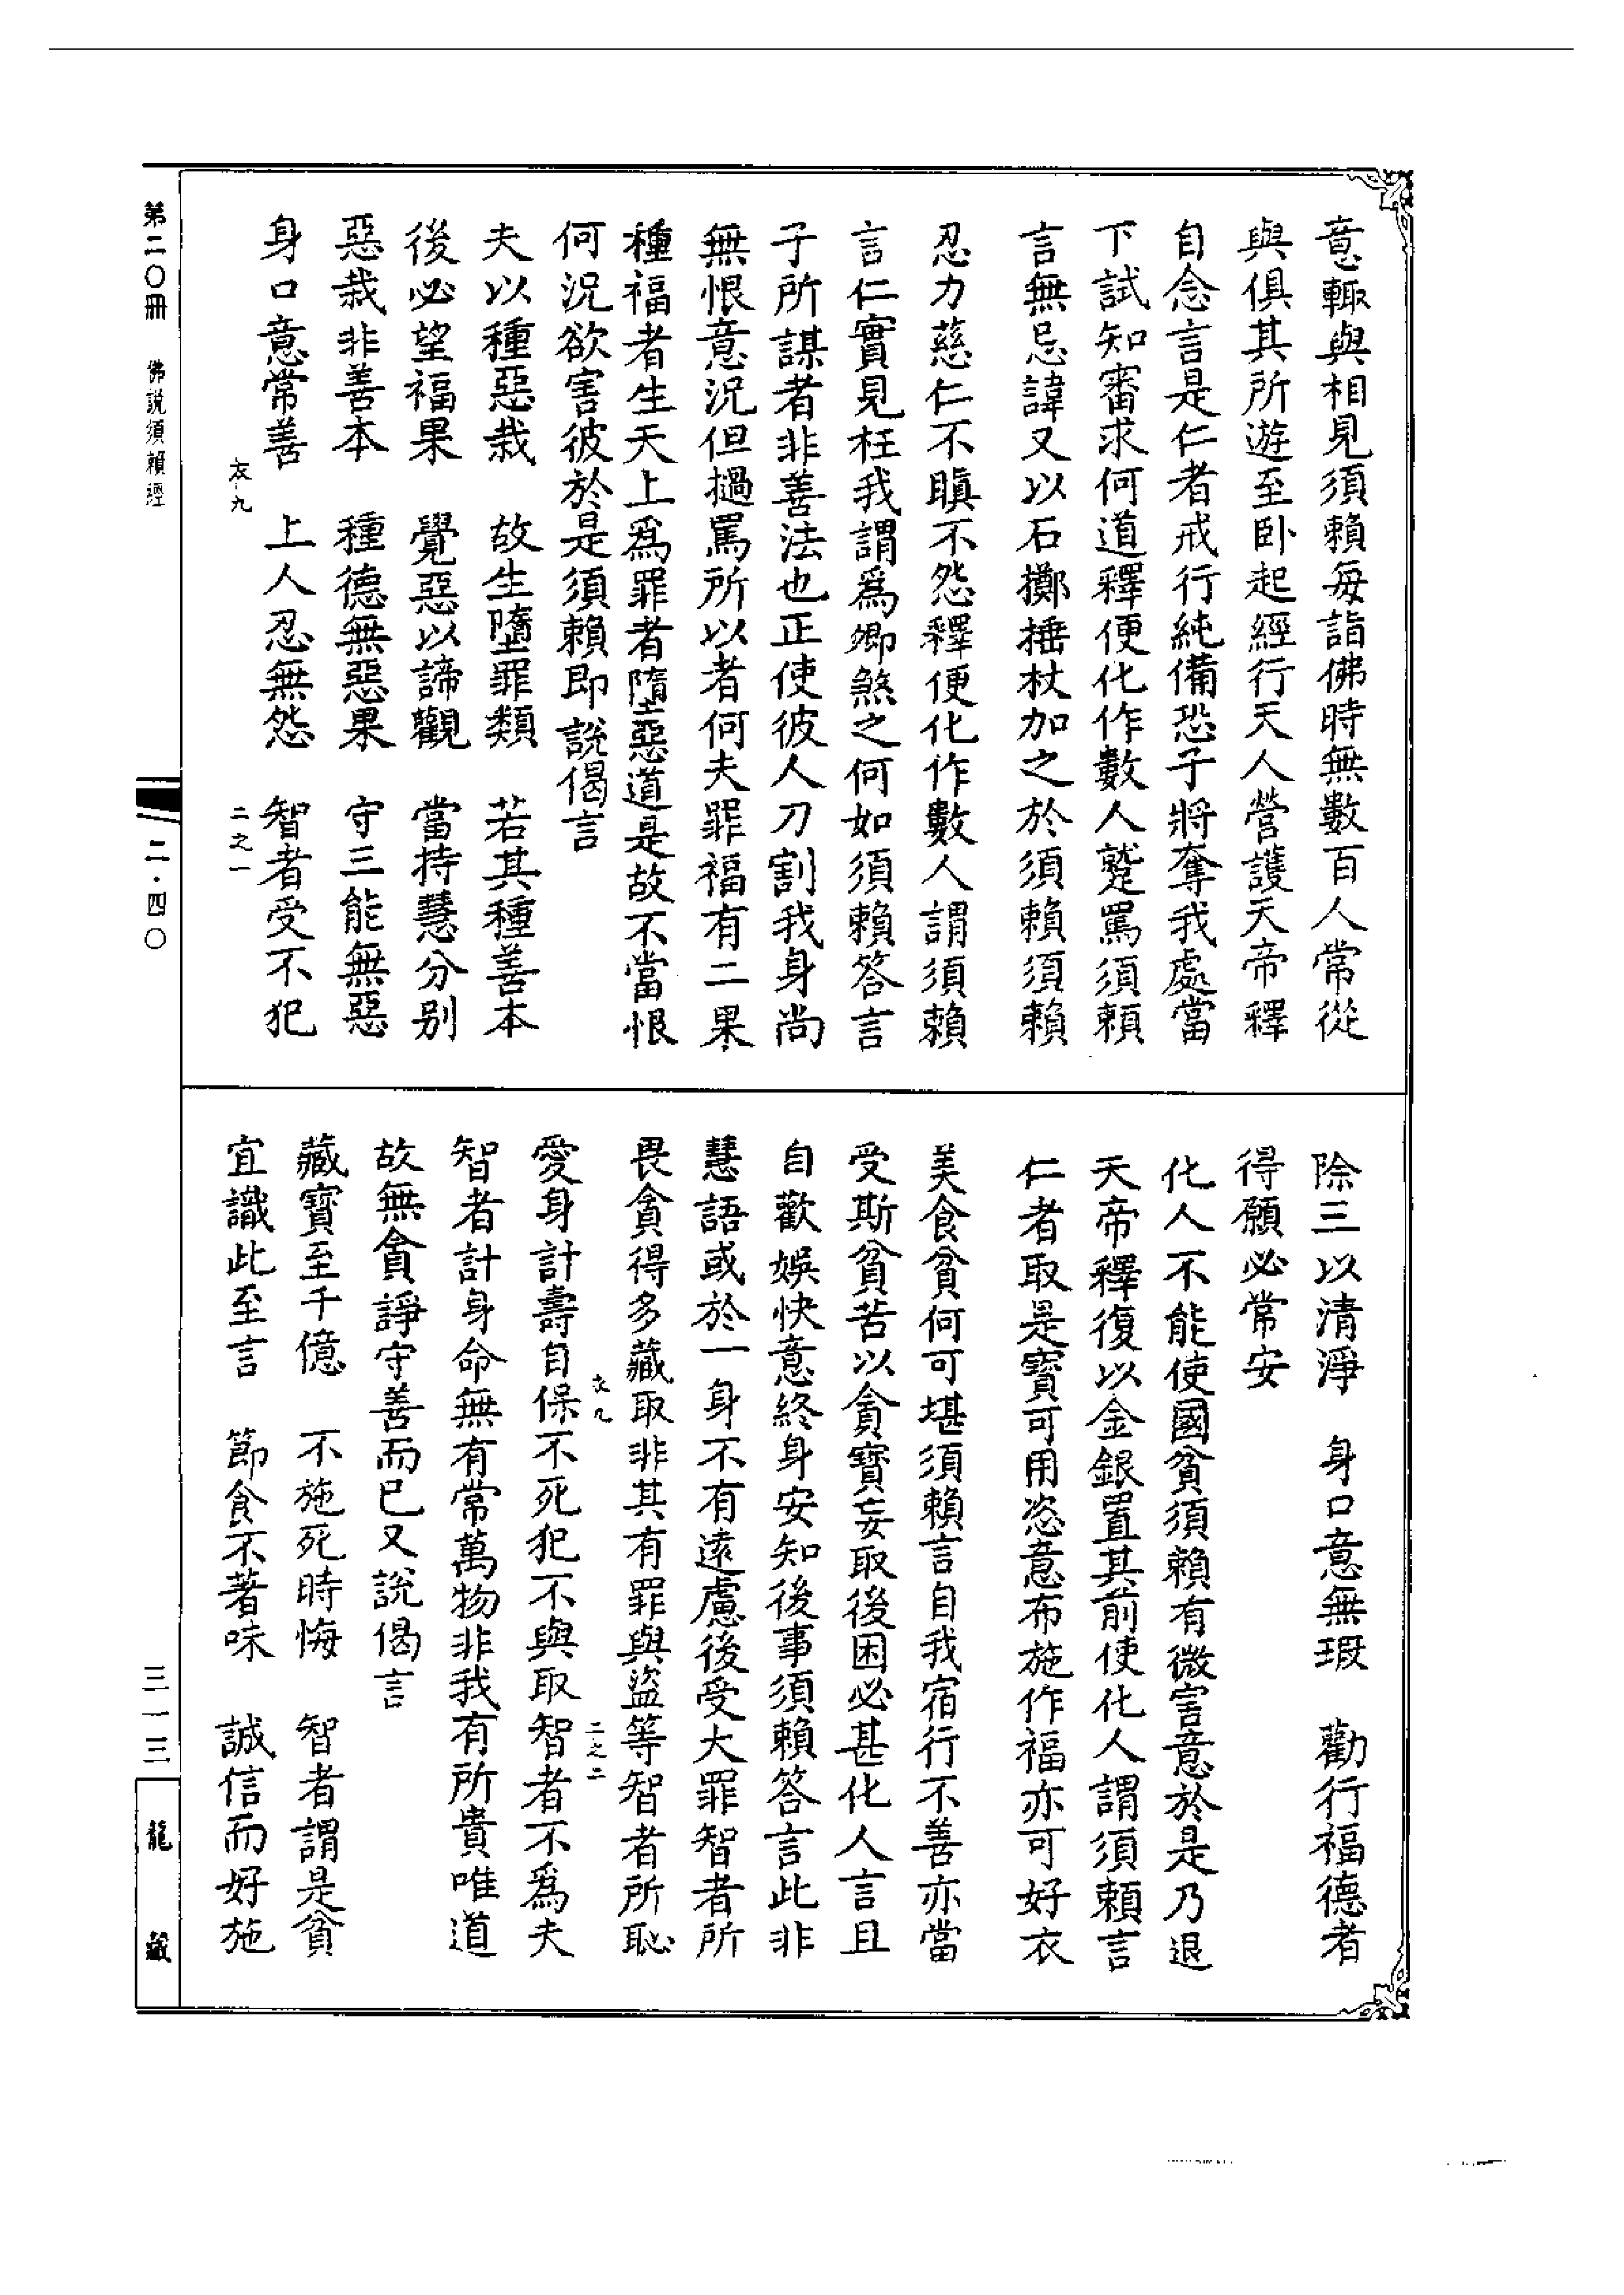 意輙與相見須賴每詣佛時無數百人常從
與俱其所遊至卧起經行天人營護天帝釋
自念言是仁者戒行純備恐子將奪我處當
下試知審求何道釋便化作數人蹵罵須賴
言無忌諱又以石擲捶杖加之於須賴須賴
忍力慈仁不瞋不怨釋便化作數人謂須賴
言仁實見枉我謂爲卿煞之何如須賴答言
子所謀者非善法也正使彼人刀割我身尚
無恨意況但撾罵所以者何夫罪福有二果
種福者生天上爲罪者墮惡道是故不當恨
何況欲害彼於是須賴即說偈言
夫以種惡栽　故生墮罪類　若其種善本
後必望福果　覺惡以諦觀　當持慧分別
惡栽非善本　種德無惡果　守三能無惡
身口意常善　上人忍無怨　智者受不犯
衣九　二之一
除三以清淨　身口意無瑕　勸行福德者
得願必常安
化人不能使國貧須賴有微害意於是乃退
天帝釋復以金銀置其前使化人謂須賴言
仁者取是寶可用恣意布施作福亦可好衣
美食貧何可堪須賴言自我宿行不善亦當
受斯貧苦以貪寶妄取後困必甚化人言且
自歡娛快意終身安知後事須賴答言此非
慧語或於一身不有遠慮後受大罪智者所
畏貪得多藏取非其有罪與盜等智者所恥
衣九　二之二
愛身計壽自保不死犯不與取智者不爲夫
智者計身命無有常萬物非我有所貴唯道
故無貪諍守善而已又說偈言
藏寶至千億　不施死時悔　智者謂是貧
宜識此至言　節食不著味　誠信而好施
第二〇冊　佛説須賴經　二·四〇　三一三　龍藏